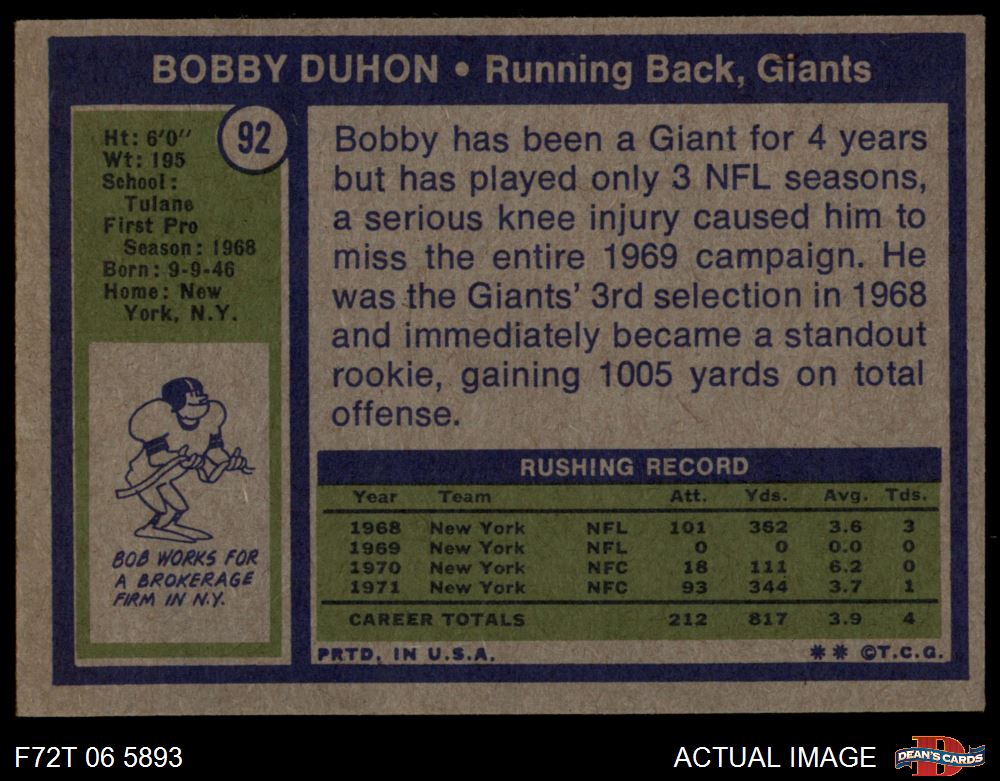 BOBBY DUHON • Running Back, Giants
92
Ht: 6'0"
Wt: 195
School:
Tulane
First Pro
Season: 1968
Born: 9-9-46
Home: New
York, N.Y.
BOB WORKS FOR
A BROKERAGE
FIRM IN N.Y.
Bobby has been a Giant for 4 years
but has played only 3 NFL seasons,
a serious knee injury caused him to
miss the entire 1969 campaign. He
was the Giants' 3rd selection in 1968
and immediately became a standout
rookie, gaining 1005 yards on total
offense.
RUSHING RECORD
Year Team Att. Yds. Avg. Tds.
1968 New York NFL 101 362 3.6 3
1969 New York NFL 0 0 0.0 0
1970 New York NFC 18 111 6.2 0
1971 New York NFC 93 344 3.7 1
CAREER TOTALS 212 817 3.9 4
PRTD. IN U.S.A. ** ©T.C.G.
F72T 06 5893 ACTUAL IMAGE DEAN'S CARDS